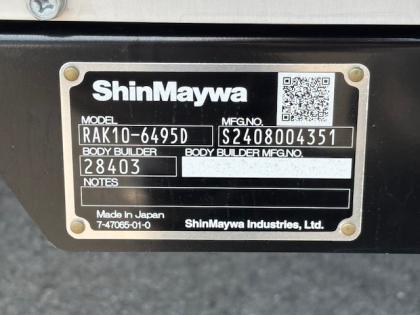 ShinMaywa
MODEL MFG.NO.
RAK10-6495D S2408004351
BODY BUILDER BODY BUILDER MFG.NO.
28403
NOTES
Made in Japan
7-47065-01-0 ShinMaywa Industries, Ltd.